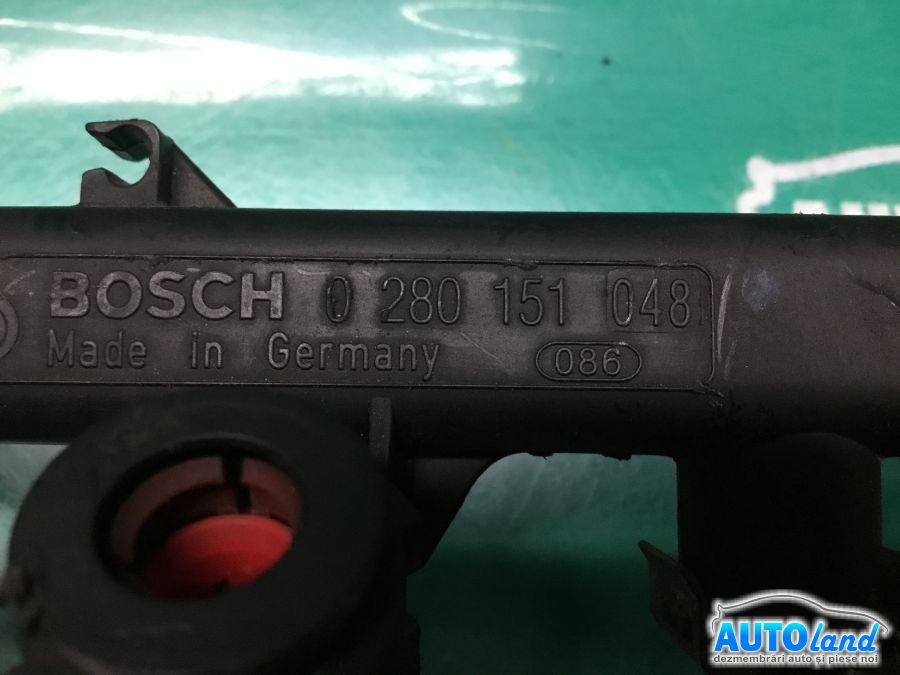 BOSCH 0 280 151 048
Made in Germany 086
AUTOland
dezmembrări auto și piese noi